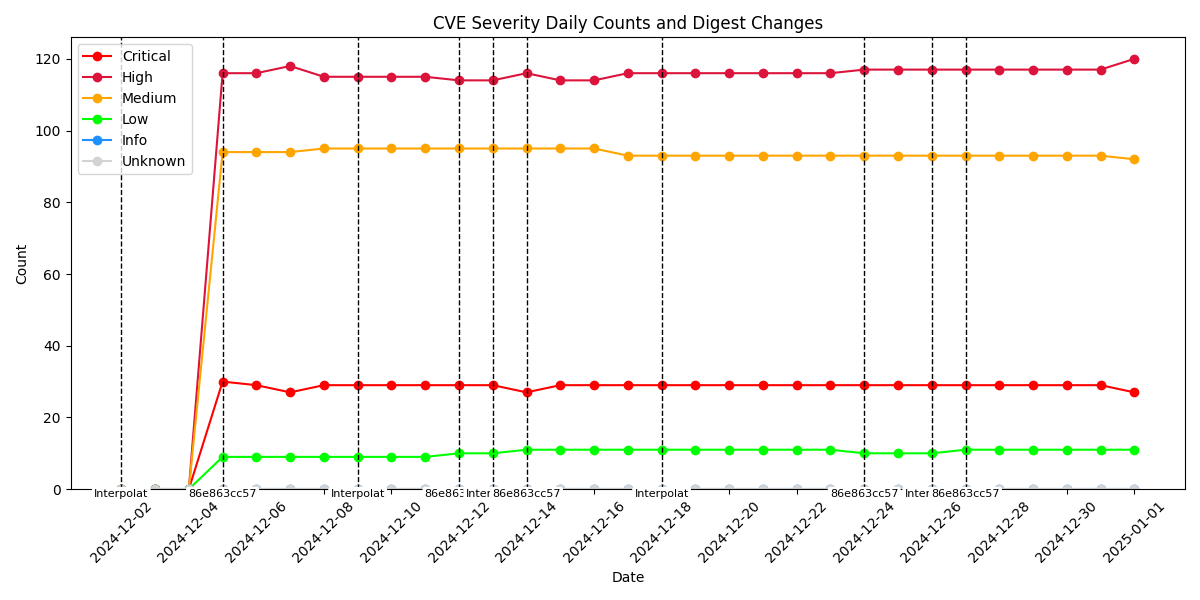 CVE Severity Daily Counts and Digest Changes
Critical
High
Medium
Low
Info
Unknown
120
100
80
60
40
20
0
Count
Interpolat
86e863cc57
Interpolat
86e863
Inter
86e863cc57
Interpolat
86e863cc57
Inter
86e863cc57
2024-12-02
2024-12-04
2024-12-06
2024-12-08
2024-12-10
2024-12-12
2024-12-14
2024-12-16
2024-12-18
2024-12-20
2024-12-22
2024-12-24
2024-12-26
2024-12-28
2024-12-30
2025-01-01
Date